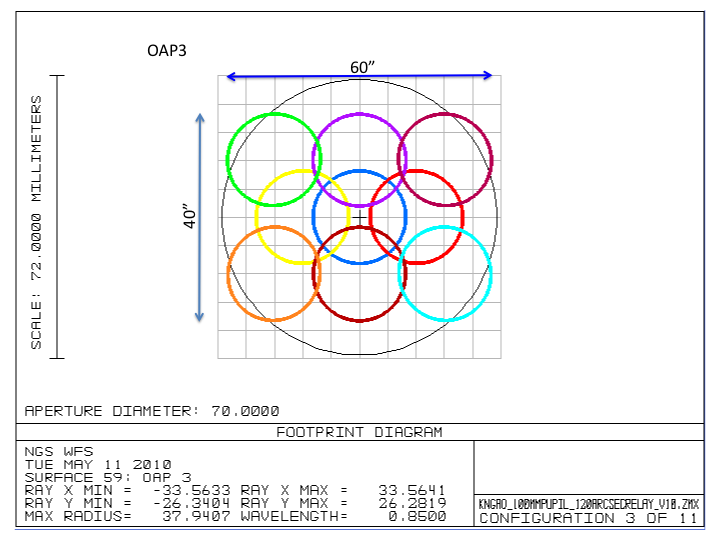 OAP3
60”
40”
SCALE: 72.0000 MILLIMETERS
APERTURE DIAMETER: 70.0000
FOOTPRINT DIAGRAM
NGS WFS
TUE MAY 11 2010
SURFACE 59: OAP 3
RAY X MIN = -33.5633 RAY X MAX = 33.5641
RAY Y MIN = -26.3404 RAY Y MAX = 26.2819
MAX RADIUS= 37.9407 WAVELENGTH= 0.8500
KNGAO_100MMPUPIL_120ARCSECRELAY_V18.ZMX
CONFIGURATION 3 OF 11